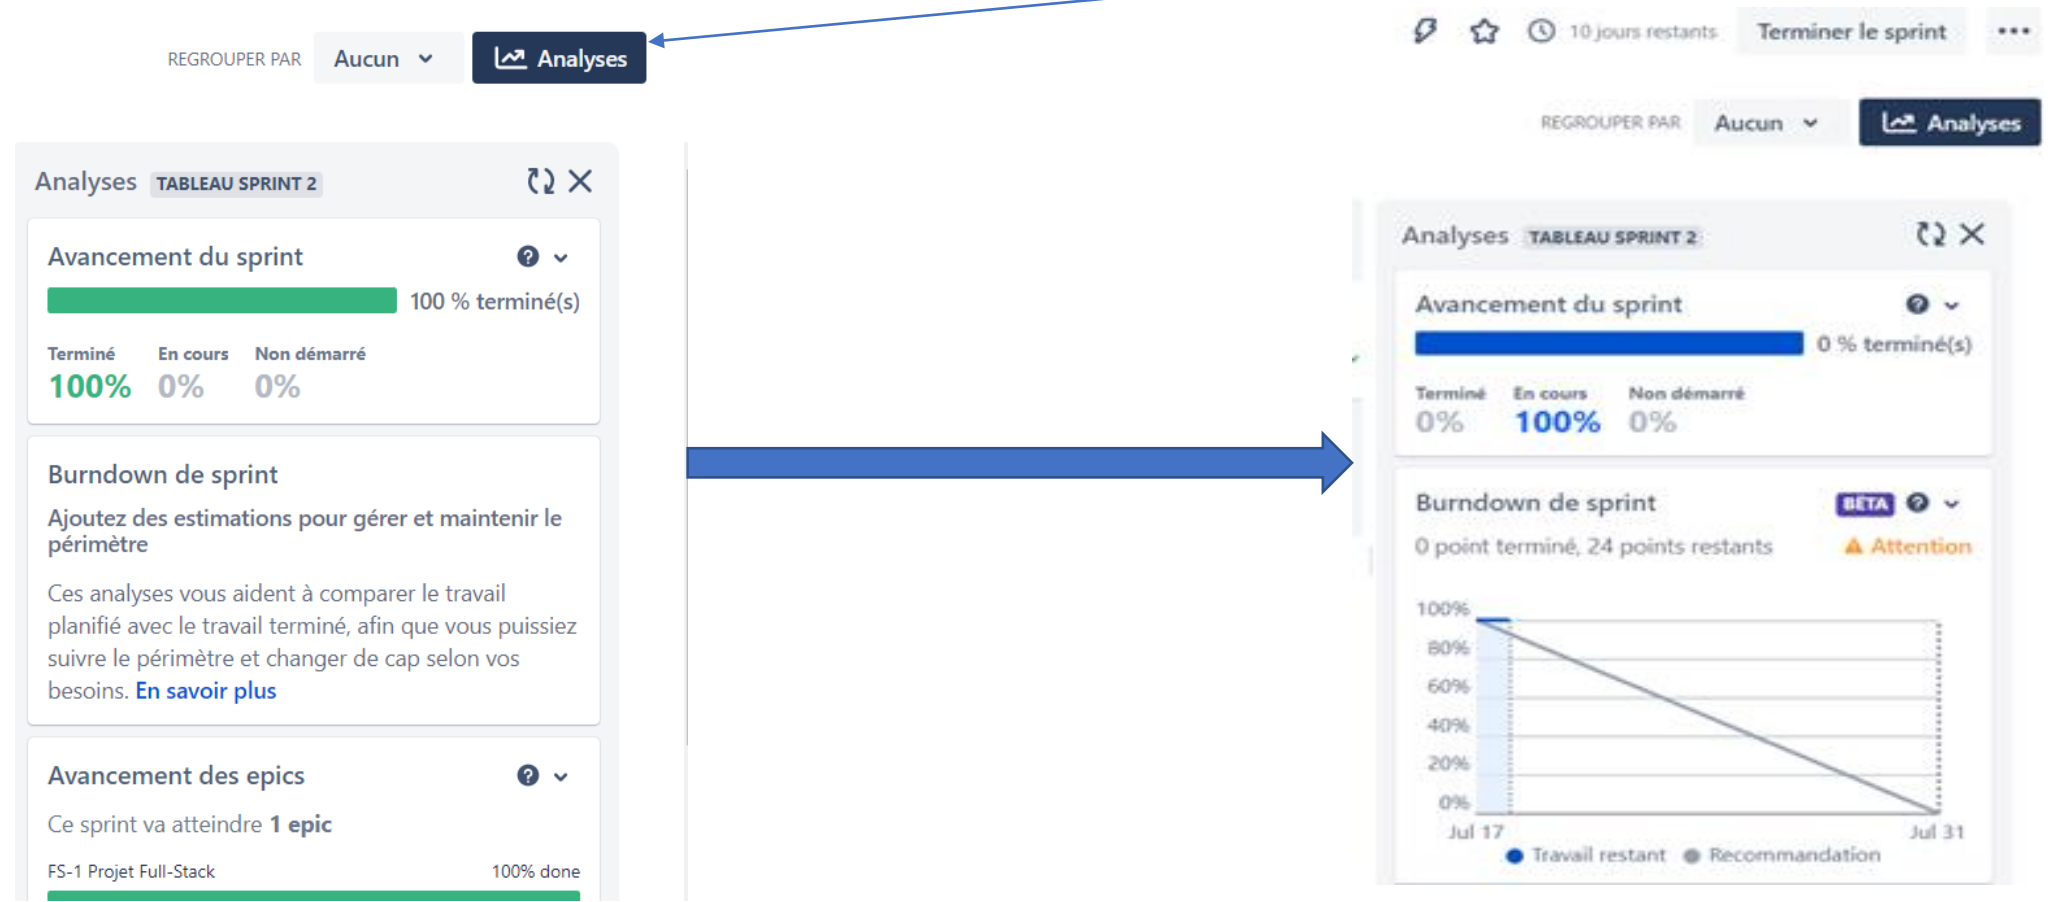 REGROUPER PAR Aucun Analyses
Analyses TABLEAU SPRINT 2
Avancement du sprint
100 % terminé(s)
Terminé En cours Non démarré
100% 0% 0%
Burndown de sprint
Ajoutez des estimations pour gérer et maintenir le
périmètre
Ces analyses vous aident à comparer le travail
planifié avec le travail terminé, afin que vous puissiez
suivre le périmètre et changer de cap selon vos
besoins. En savoir plus
Avancement des epics
Ce sprint va atteindre 1 epic
FS-1 Projet Full-Stack 100% done
10 jours restants Terminer le sprint
REGROUPER PAR Aucun Analyses
Analyses TABLEAU SPRINT 2
Avancement du sprint
0 % terminé(s)
Terminé En cours Non démarré
0% 100% 0%
Burndown de sprint BÊTA
0 point terminé, 24 points restants Attention
100%
80%
60%
40%
20%
0%
Jul 17 Jul 31
Travail restant Recommandation